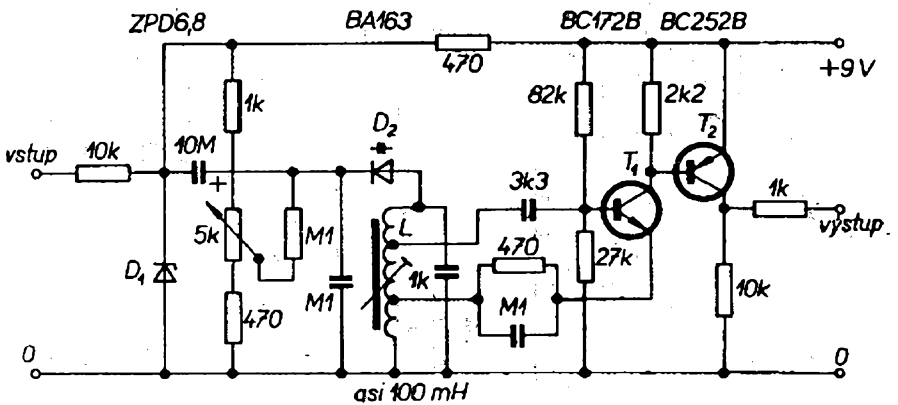 ZPD6,8
BA163
BC172B
BC252B
470
+9V
1k
82k
2k2
D₂
T₂
vstup
10k
10M
+
T₁
3k3
1k
5k
M1
L
470
výstup
D₁
M1
1k
27k
470
M1
10k
0
0
asi 100 mH